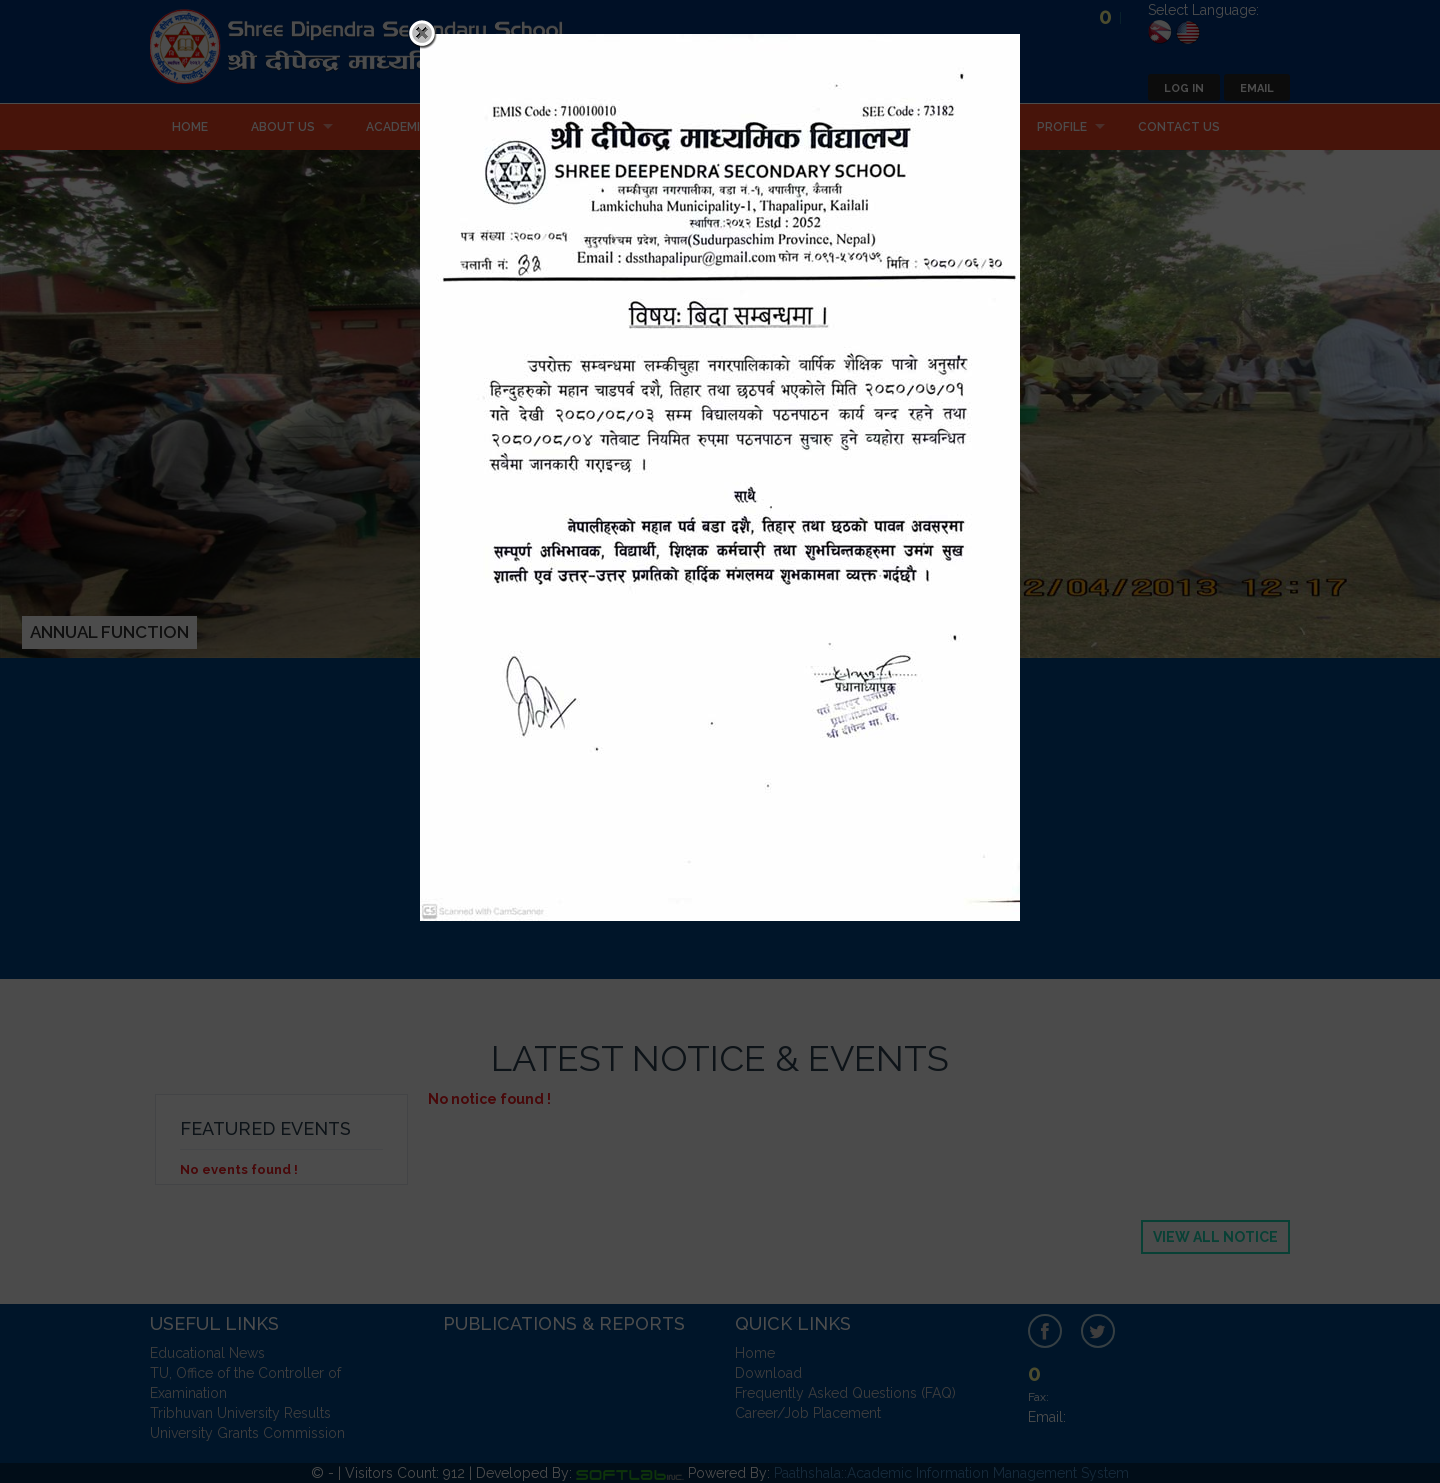 Shree Dipendra Secondary School
श्री दीपेन्द्र
0
Select Language:
LOG IN
EMAIL
HOME
ABOUT US
PROFILE
CONTACT US
EMIS Code : 710010010
SEE Code : 73182
श्री दीपेन्द्र माध्यमिक विद्यालय
SHREE DEEPENDRA SECONDARY SCHOOL
लम्कीचुहा नगरपालीका, वडा नं.-१, थपालीपुर, कैलाली
Lamkichuha Municipality-1, Thapalipur, Kailali
स्थापित:२०५२ Estd : 2052
पत्र संख्या :२०८०/०८१
सुदुरपश्चिम प्रदेश, नेपाल(Sudurpaschim Province, Nepal)
Email : dssthapalipur@gmail.com फोन नं.०९१-५४०१७९
चलानी नं:
मिति : २०८०/०६/३०
विषयः बिदा सम्बन्धमा ।
उपरोक्त सम्बन्धमा लम्कीचुहा नगरपालिकाको वार्षिक शैक्षिक पात्रो अनुसार
हिन्दुहरुको महान चाडपर्व दशै, तिहार तथा छठपर्व भएकोले मिति २०८०/०७/०१
गते देखी २०८०/०८/०३ सम्म विद्यालयको पठनपाठन कार्य वन्द रहने तथा
२०८०/०८/०४ गतेबाट नियमित रुपमा पठनपाठन सुचारु हुने व्यहोरा सम्वन्धित
सबैमा जानकारी गराइन्छ ।
साथै
नेपालीहरुको महान पर्व बडा दशै, तिहार तथा छठको पावन अवसरमा
सम्पूर्ण अभिभावक, विद्यार्थी, शिक्षक कर्मचारी तथा शुभचिन्तकहरुमा उमंग सुख
शान्ती एवं उत्तर-उत्तर प्रगतिको हार्दिक मंगलमय शुभकामना व्यक्त गर्दछौ ।
प्रधानाध्यापक
प्रधानाध्यापक
श्री दीपेन्द्र मा. वि.
CS Scanned with CamScanner
2/04/2013 12:17
ANNUAL FUNCTION
LATEST NOTICE & EVENTS
No notice found !
FEATURED EVENTS
No events found !
VIEW ALL NOTICE
USEFUL LINKS
Educational News
TU, Office of the Controller of
Examination
Tribhuvan University Results
University Grants Commission
PUBLICATIONS & REPORTS
QUICK LINKS
Home
Download
Frequently Asked Questions (FAQ)
Career/Job Placement
0
Fax:
Email:
© - | Visitors Count: 912 | Developed By: SOFTLAB INC. Powered By: Paathshala::Academic Information Management System